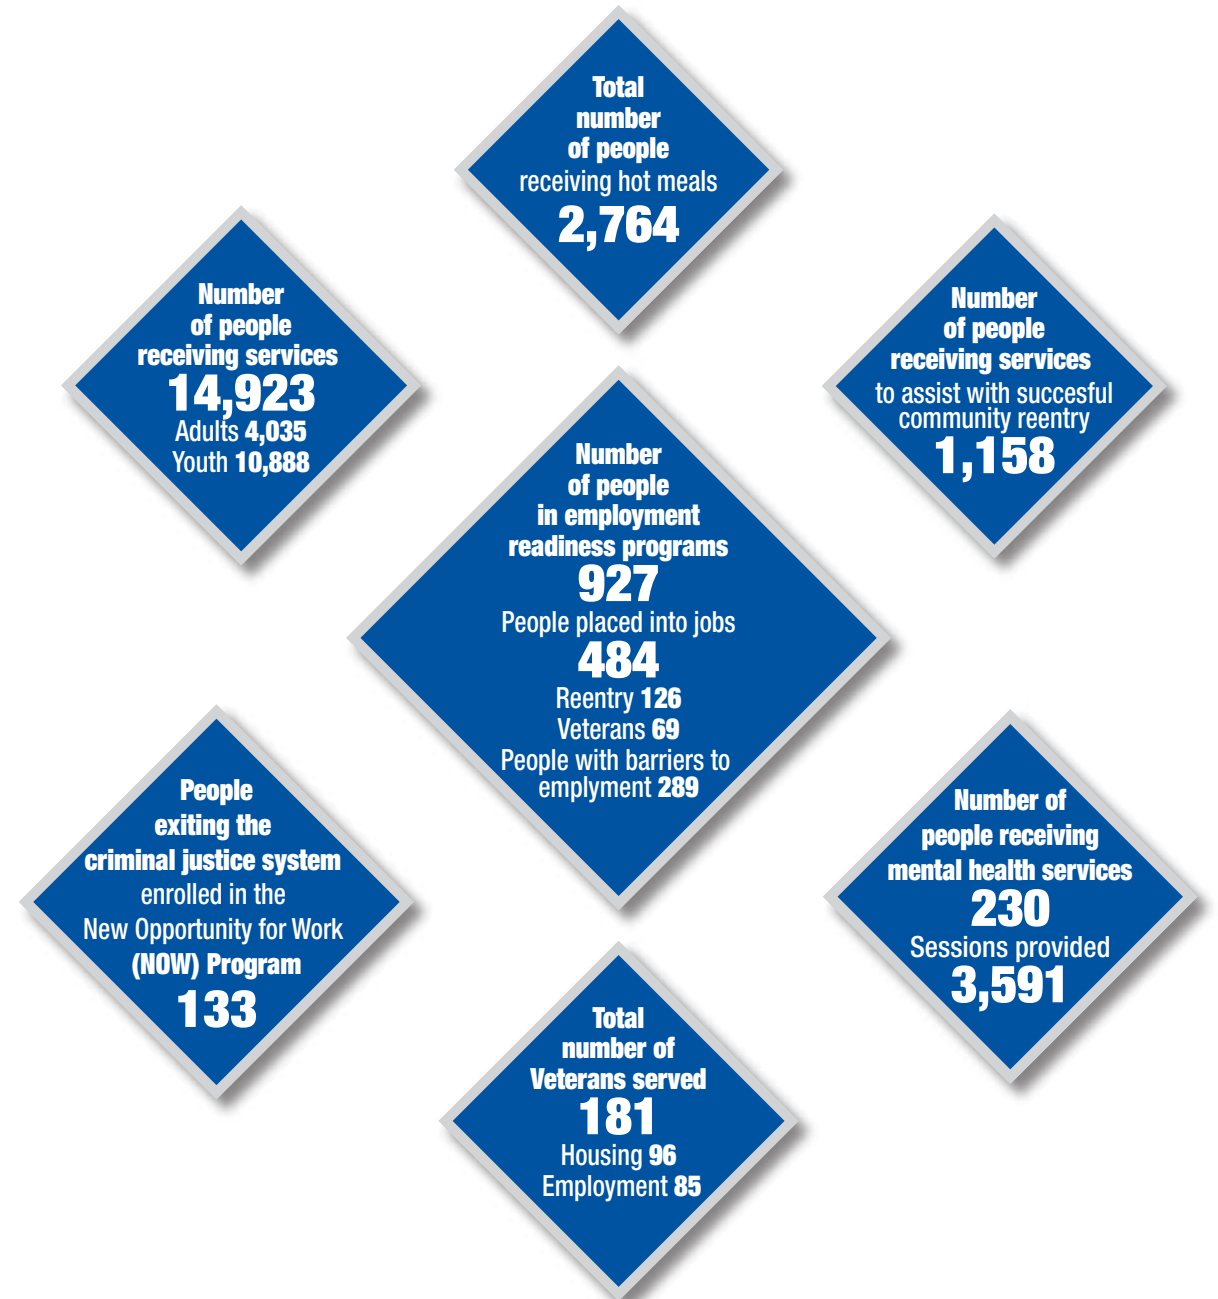 Total
number
of people
receiving hot meals
2,764
Number
of people
receiving services
14,923
Adults 4,035
Youth 10,888
Number
of people
receiving services
to assist with succesful
community reentry
1,158
Number
of people
in employment
readiness programs
927
People placed into jobs
484
Reentry 126
Veterans 69
People with barriers to
emplyment 289
People
exiting the
criminal justice system
enrolled in the
New Opportunity for Work
(NOW) Program
133
Number of
people receiving
mental health services
230
Sessions provided
3,591
Total
number of
Veterans served
181
Housing 96
Employment 85